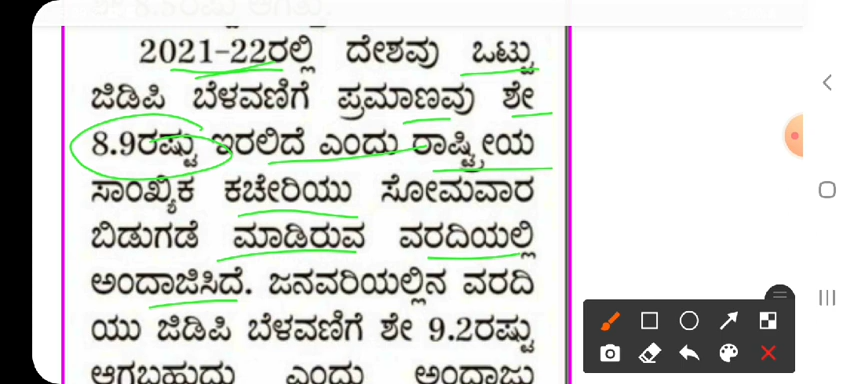 2021-22ರಲ್ಲಿ ದೇಶವು ಒಟ್ಟು
ಜಿಡಿಪಿ ಬೆಳವಣಿಗೆ ಪ್ರಮಾಣವು ಶೇ
8.9ರಷ್ಟು ಇರಲಿದೆ ಎಂದು ರಾಷ್ಟ್ರೀಯ
ಸಾಂಖ್ಯಿಕ ಕಚೇರಿಯು ಸೋಮವಾರ
ಬಿಡುಗಡೆ ಮಾಡಿರುವ ವರದಿಯಲ್ಲಿ
ಅಂದಾಜಿಸಿದೆ. ಜನವರಿಯಲ್ಲಿನ ವರದಿ
ಯು ಜಿಡಿಪಿ ಬೆಳವಣಿಗೆ ಶೇ 9.2ರಷ್ಟು
ಆಗಬಹುದು ಎಂದು ಅಂದಾಜು